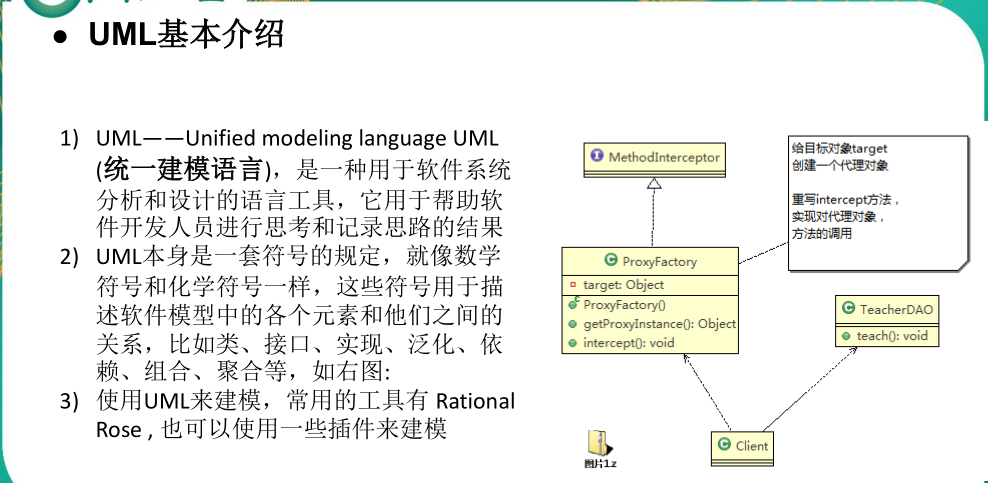 ● UML基本介绍
1) UML——Unified modeling language UML
(统一建模语言)，是一种用于软件系统
分析和设计的语言工具，它用于帮助软
件开发人员进行思考和记录思路的结果
2) UML本身是一套符号的规定，就像数学
符号和化学符号一样，这些符号用于描
述软件模型中的各个元素和他们之间的
关系，比如类、接口、实现、泛化、依
赖、组合、聚合等，如右图:
3) 使用UML来建模，常用的工具有 Rational
Rose , 也可以使用一些插件来建模
I MethodInterceptor
给目标对象target
创建一个代理对象
重写intercept方法，
实现对代理对象，
方法的调用
C ProxyFactory
target: Object
C ProxyFactory()
getProxyInstance(): Object
intercept(): void
C TeacherDAO
teach(): void
C Client
图片1.z